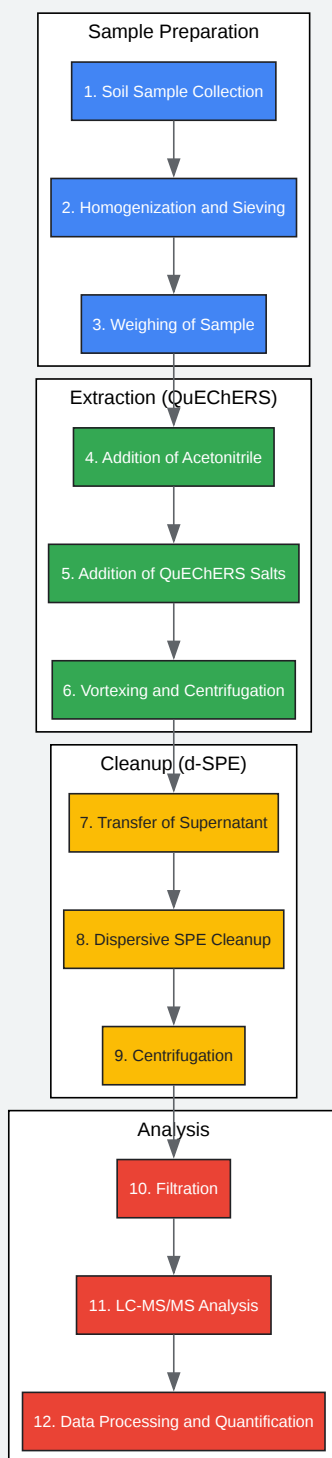 Sample Preparation
1. Soil Sample Collection
2. Homogenization and Sieving
3. Weighing of Sample
Extraction (QuEChERS)
4. Addition of Acetonitrile
5. Addition of QuEChERS Salts
6. Vortexing and Centrifugation
Cleanup (d-SPE)
7. Transfer of Supernatant
8. Dispersive SPE Cleanup
9. Centrifugation
Analysis
10. Filtration
11. LC-MS/MS Analysis
12. Data Processing and Quantification